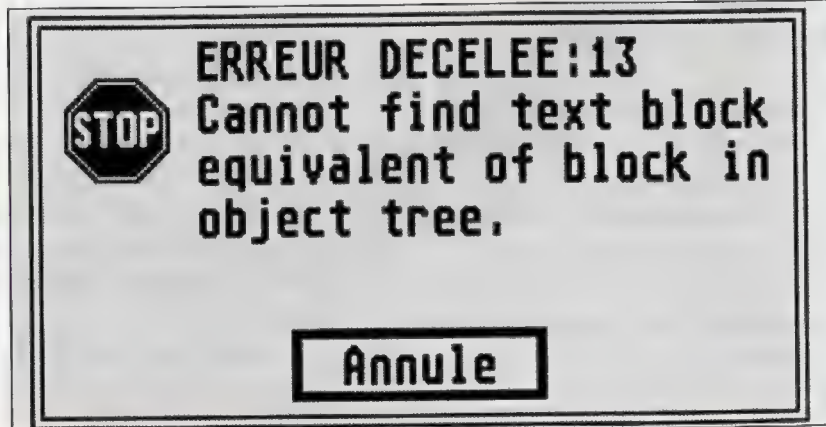 STOP
ERREUR DECELEE:13
Cannot find text block
equivalent of block in
object tree.
Annule